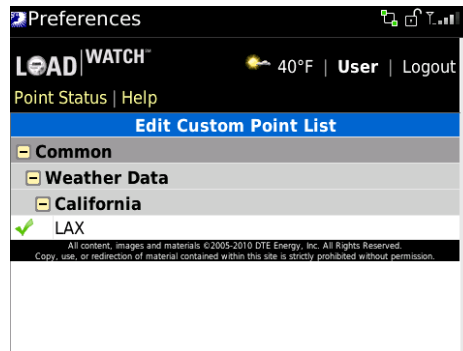 Preferences
LOAD WATCH™ 40°F | User | Logout
Point Status | Help
Edit Custom Point List
Common
Weather Data
California
LAX
All content, images and materials ©2005-2010 DTE Energy, Inc. All Rights Reserved.
Copy, use, or redirection of material contained within this site is strictly prohibited without permission.